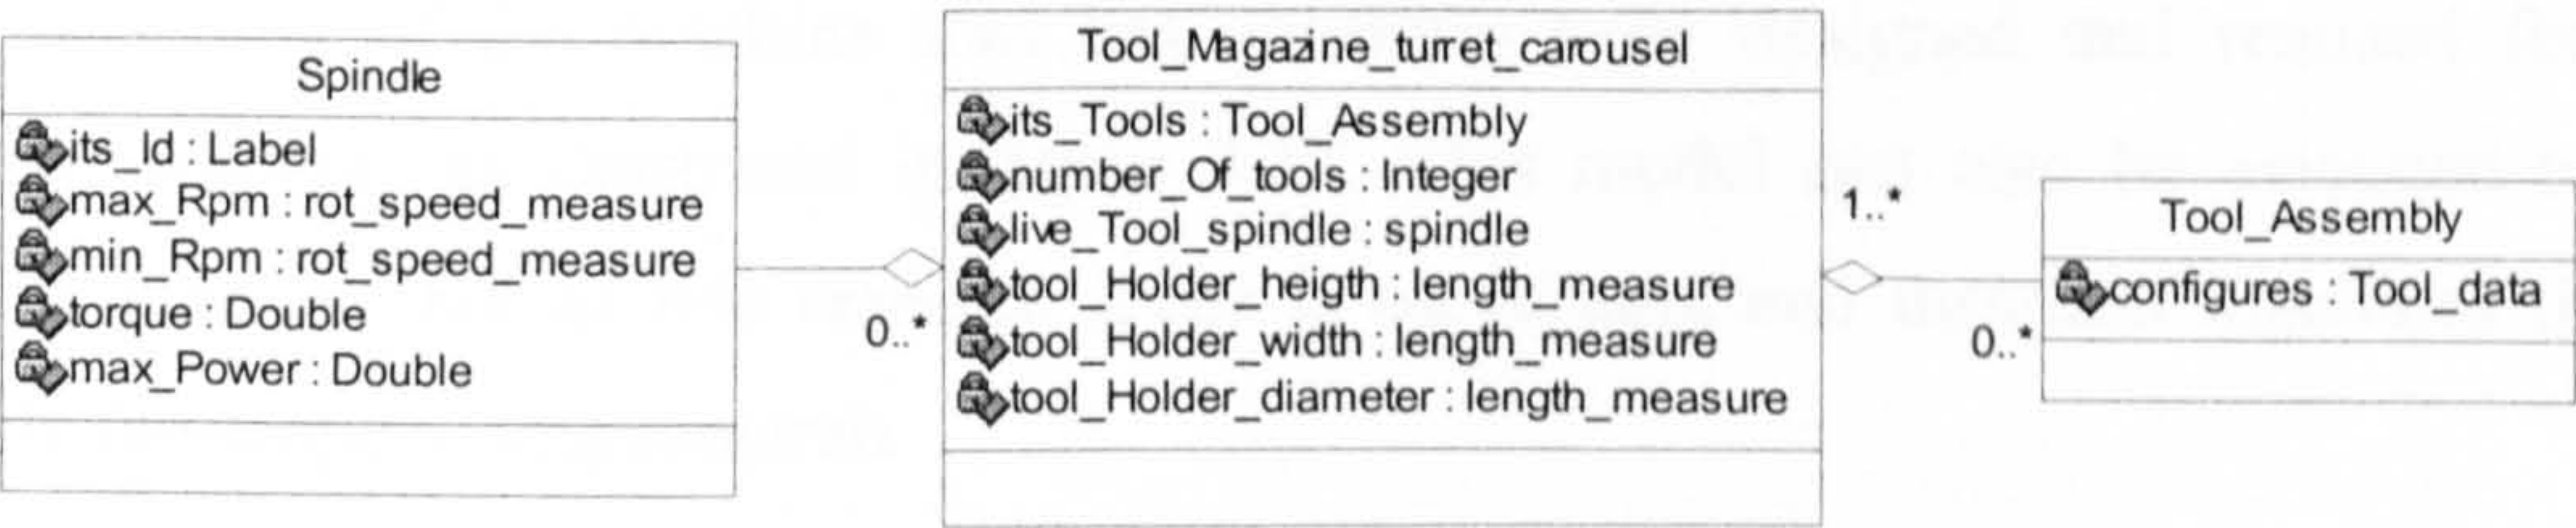 Spindle
its_Id : Label
max_Rpm : rot_speed_measure
min_Rpm : rot_speed_measure
torque : Double
max_Power : Double
0..*
Tool_Magazine_turret_carousel
its_Tools : Tool_Assembly
number_Of_tools : Integer
live_Tool_spindle : spindle
tool_Holder_heigth : length_measure
tool_Holder_width : length_measure
tool_Holder_diameter : length_measure
1..*
0..*
Tool_Assembly
configures : Tool_data